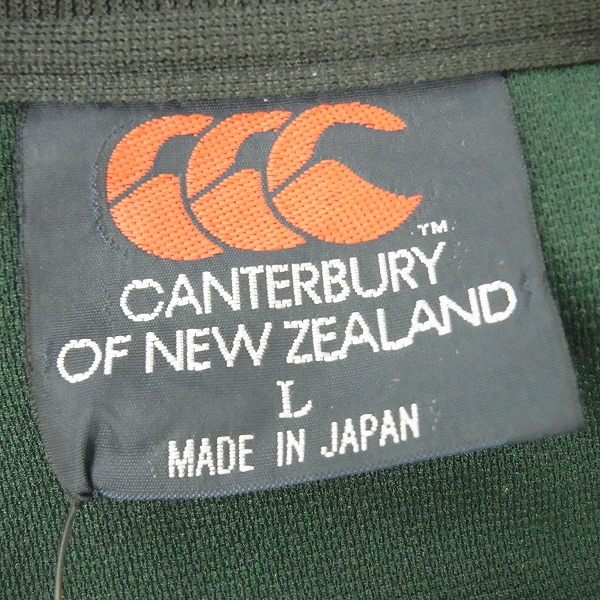 TM
CANTERBURY
OF NEW ZEALAND
L
MADE IN JAPAN